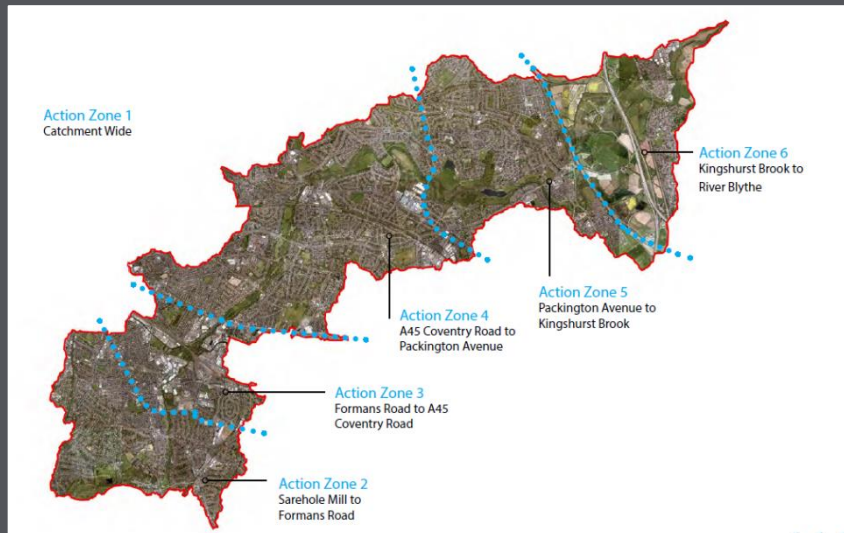 Action Zone 1
Catchment Wide
Action Zone 6
Kingshurst Brook to
River Blythe
Action Zone 5
Packington Avenue to
Kingshurst Brook
Action Zone 4
A45 Coventry Road to
Packington Avenue
Action Zone 3
Formans Road to A45
Coventry Road
Action Zone 2
Sarehole Mill to
Formans Road